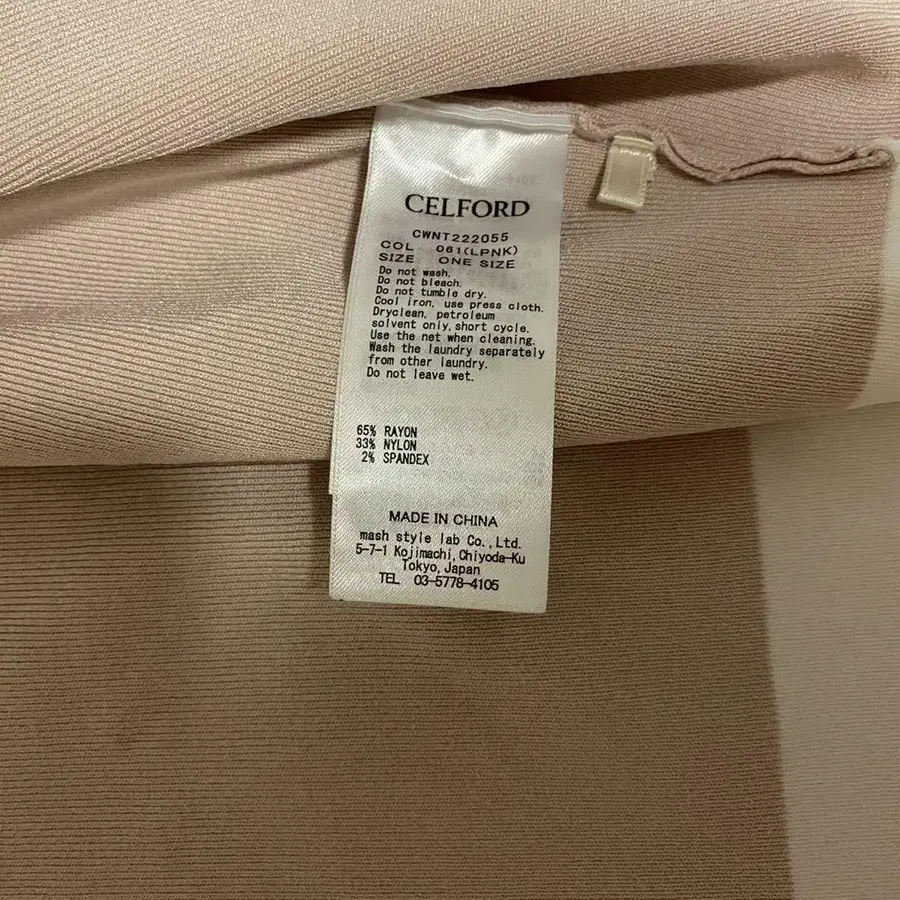 CELFORD
CWNT222055
COL 061(LPNK)
SIZE ONE SIZE
Do not wash.
Do not bleach.
Do not tumble dry.
Cool iron, use press cloth.
Dryclean, petroleum
solvent only, short cycle.
Use the net when cleaning.
Wash the laundry separately
from other laundry.
Do not leave wet.
65% RAYON
33% NYLON
2% SPANDEX
MADE IN CHINA
mash style lab Co., Ltd.
5-7-1 Kojimachi, Chiyoda-Ku
Tokyo, Japan
TEL 03-5778-4105